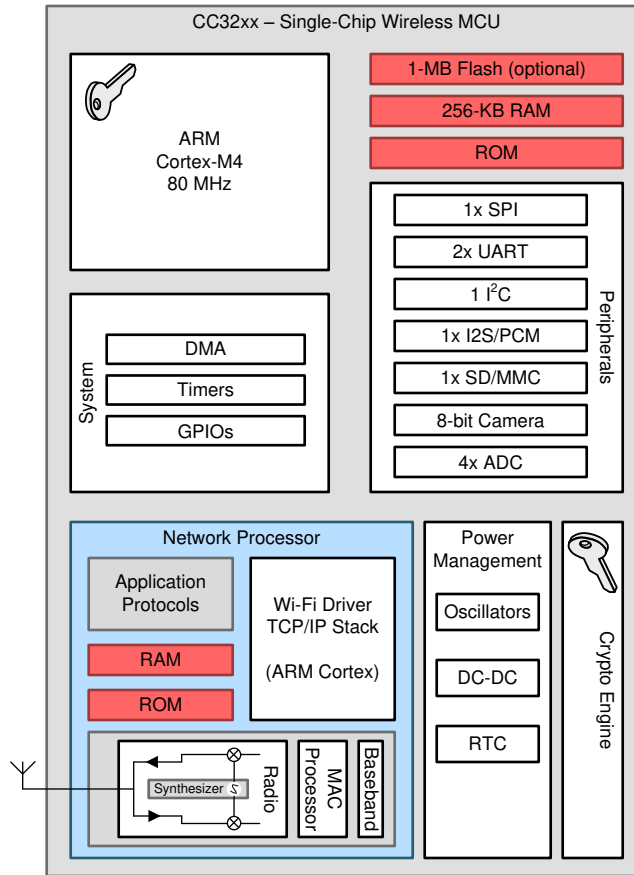 CC32xx – Single-Chip Wireless MCU
ARM
Cortex-M4
80 MHz
1-MB Flash (optional)
256-KB RAM
ROM
System
DMA
Timers
GPIOs
1x SPI
2x UART
1 I²C
1x I2S/PCM
1x SD/MMC
8-bit Camera
4x ADC
Peripherals
Network Processor
Application
Protocols
RAM
ROM
Wi-Fi Driver
TCP/IP Stack
(ARM Cortex)
Synthesizer
Radio
MAC
Processor
Baseband
Power
Management
Oscillators
DC-DC
RTC
Crypto Engine